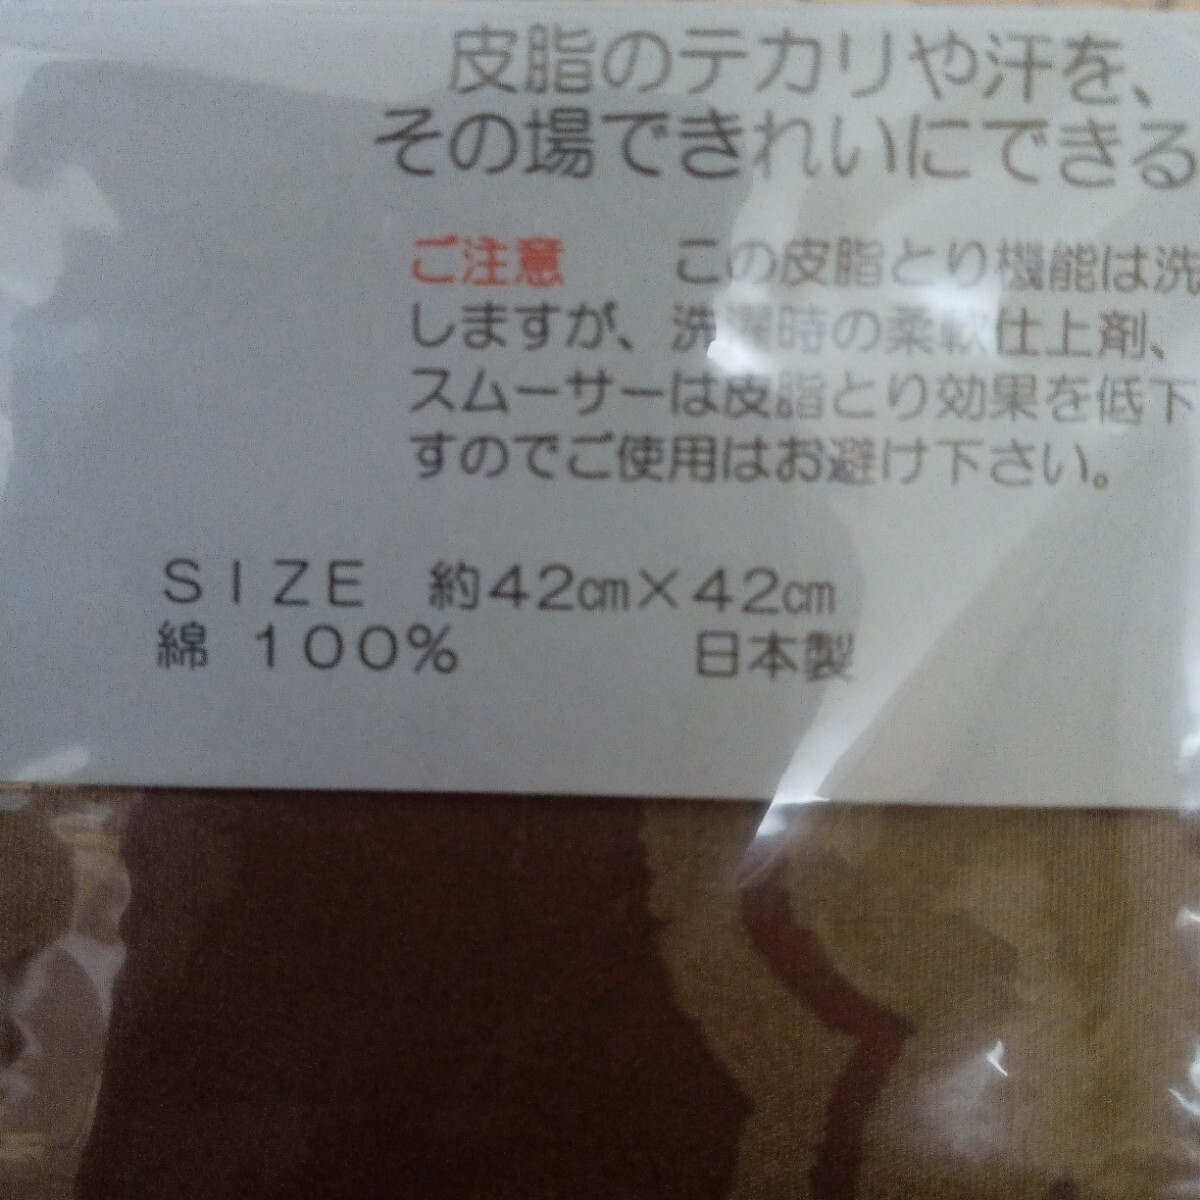 皮脂のテカリや汗を、
その場できれいにできる
ご注意　この皮脂とり機能は洗
しますが、洗濯時の柔軟仕上剤、
スムーサーは皮脂とり効果を低下
すのでご使用はお避け下さい。
ＳＩＺＥ　約42㎝×42㎝
綿　100%　日本製